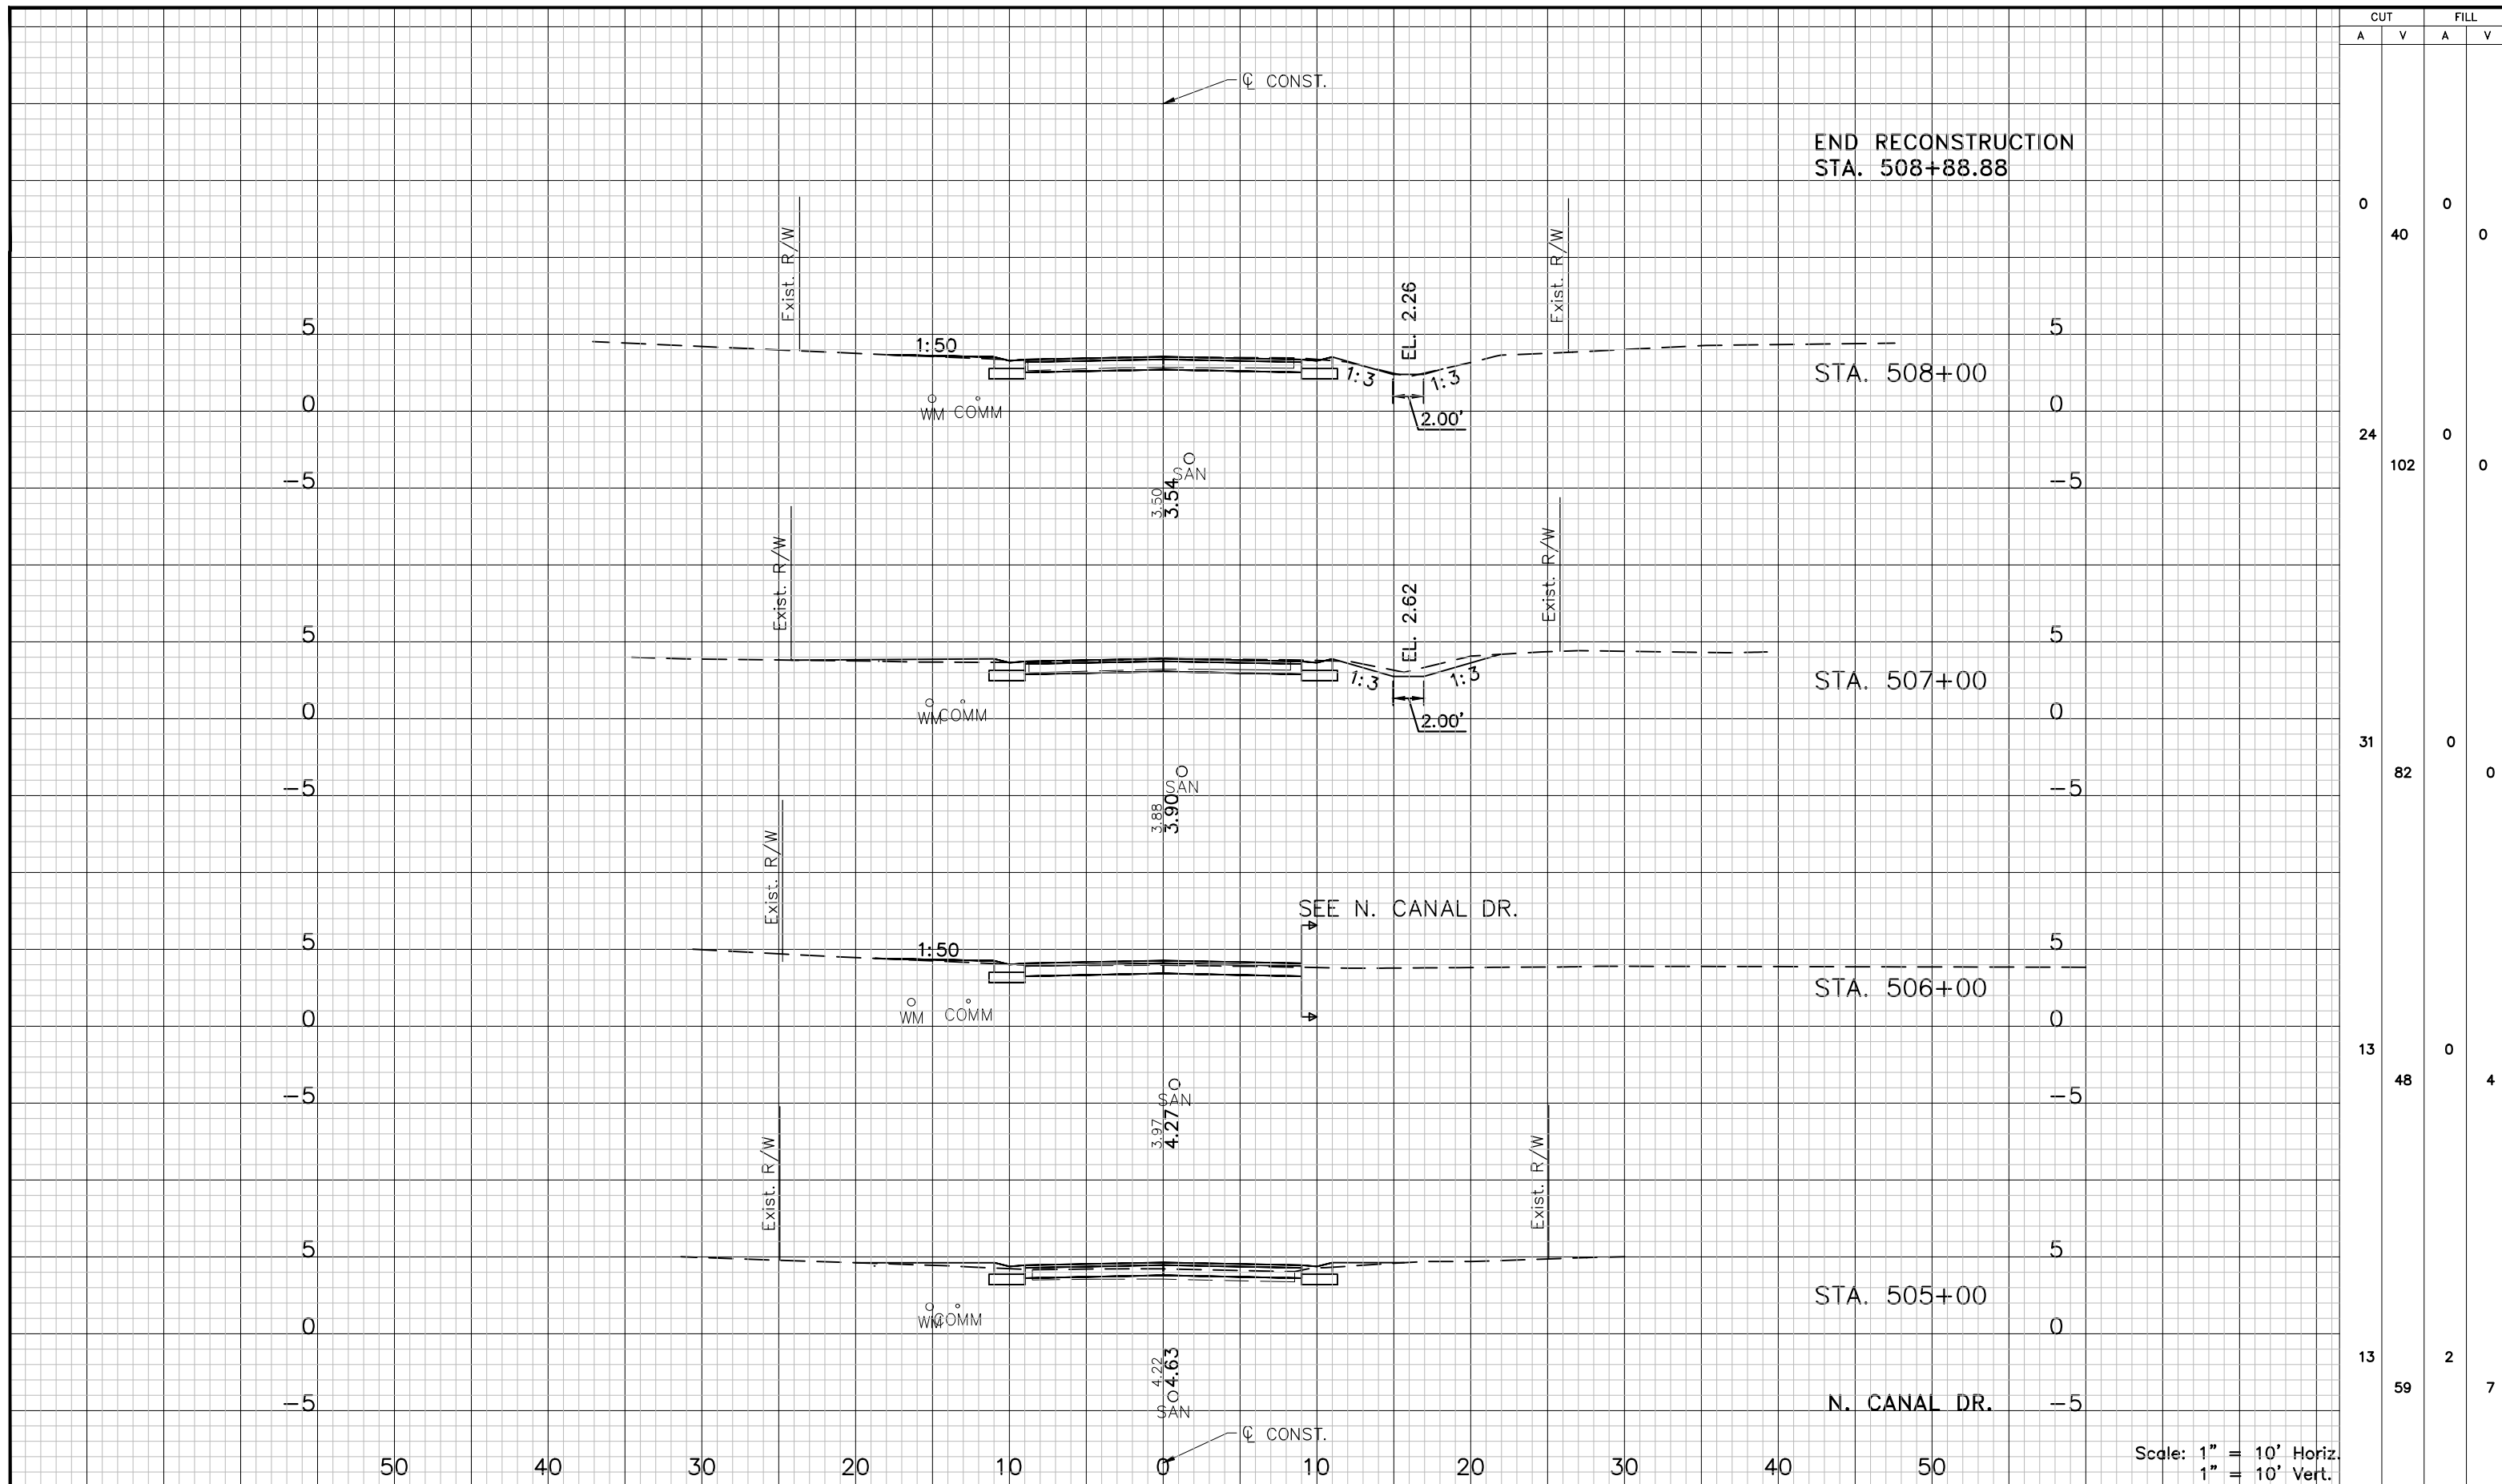 CUT FILL
A V A V
℄ CONST.
END RECONSTRUCTION
STA. 508+88.88
0 0
40 0
Exist. R/W Exist. R/W
EL. 2.26
5 5
1:50
1:3 1:3
STA. 508+00
0 WM COMM 0
2.00'
24 0
102 0
-5 SAN -5
3.50 3.54
Exist. R/W Exist. R/W
EL. 2.62
5 5
1:3 1:3
STA. 507+00
0 WM COMM 0
2.00'
31 0
82 0
-5 SAN -5
3.88 3.90
Exist. R/W
SEE N. CANAL DR.
5 1:50 5
STA. 506+00
0 WM COMM 0
13 0
48 4
-5 SAN -5
3.97 4.27
Exist. R/W Exist. R/W
5 5
STA. 505+00
0 WM COMM 0
13 2
4.22 4.63
59 7
-5 SAN N. CANAL DR. -5
℄ CONST.
Scale: 1" = 10' Horiz.
1" = 10' Vert.
50 40 30 20 10 0 10 20 30 40 50